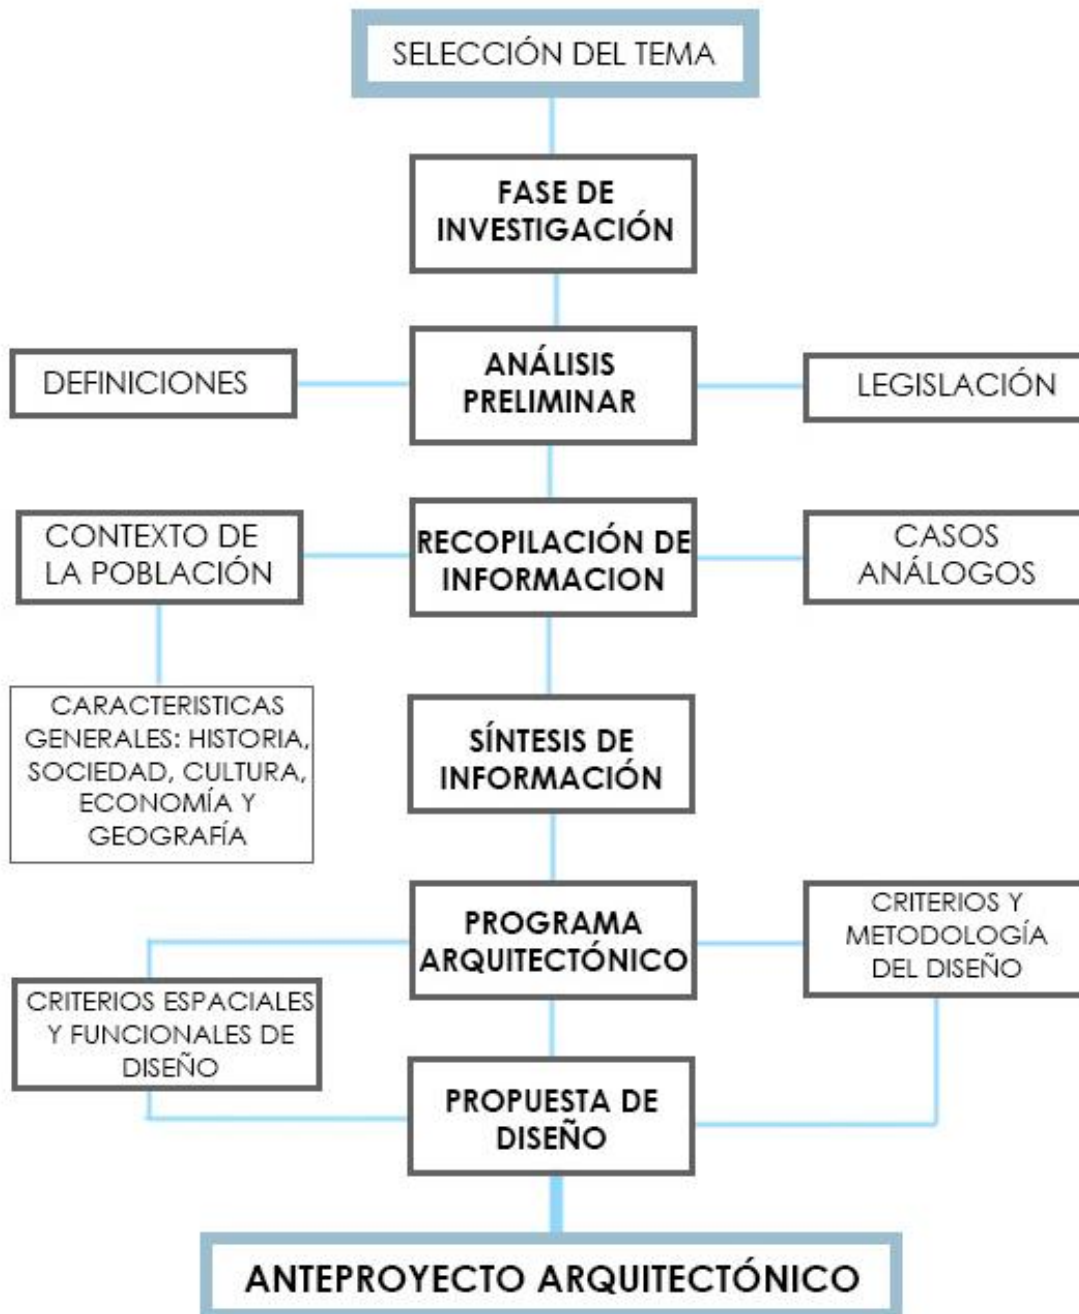 SELECCIÓN DEL TEMA
FASE DE
INVESTIGACIÓN
DEFINICIONES
ANÁLISIS
PRELIMINAR
LEGISLACIÓN
CONTEXTO DE
LA POBLACIÓN
RECOPILACIÓN DE
INFORMACION
CASOS
ANÁLOGOS
CARACTERISTICAS
GENERALES: HISTORIA,
SOCIEDAD, CULTURA,
ECONOMÍA Y
GEOGRAFÍA
SÍNTESIS DE
INFORMACIÓN
PROGRAMA
ARQUITECTÓNICO
CRITERIOS Y
METODOLOGÍA
DEL DISEÑO
CRITERIOS ESPACIALES
Y FUNCIONALES DE
DISEÑO
PROPUESTA DE
DISEÑO
ANTEPROYECTO ARQUITECTÓNICO